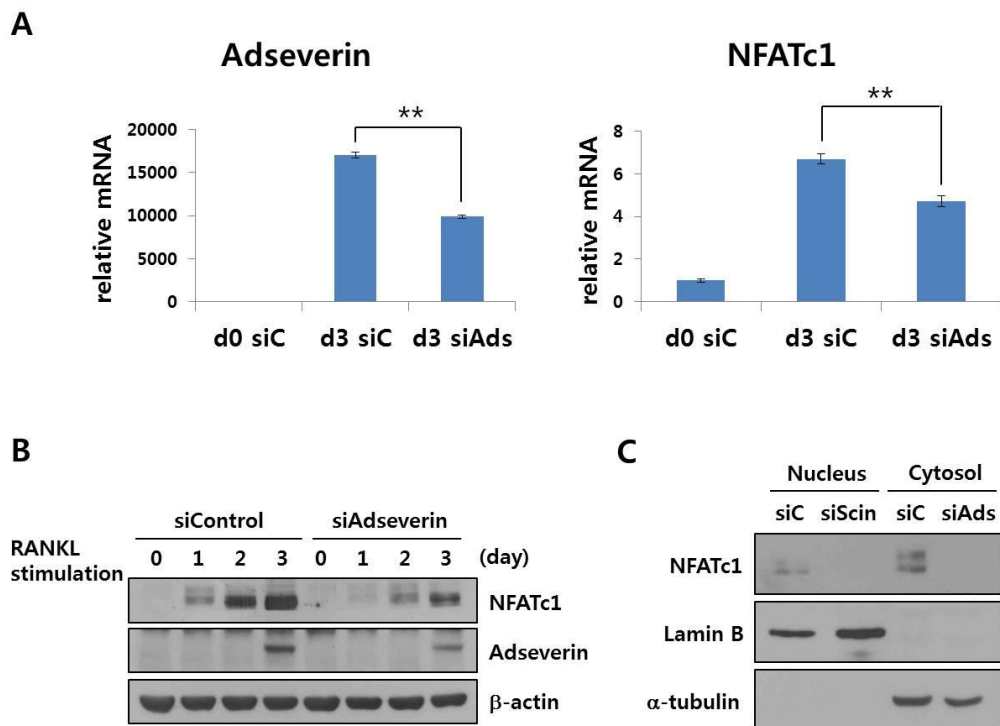 A
Adseverin
relative mRNA
20000
15000
10000
5000
0
**
d0 siC d3 siC d3 siAds
NFATc1
relative mRNA
8
6
4
2
0
**
d0 siC d3 siC d3 siAds
B
siControl siAdseverin
RANKL
stimulation
0 1 2 3 0 1 2 3 (day)
NFATc1
Adseverin
β-actin
C
Nucleus Cytosol
siC siScin siC siAds
NFATc1
Lamin B
α-tubulin